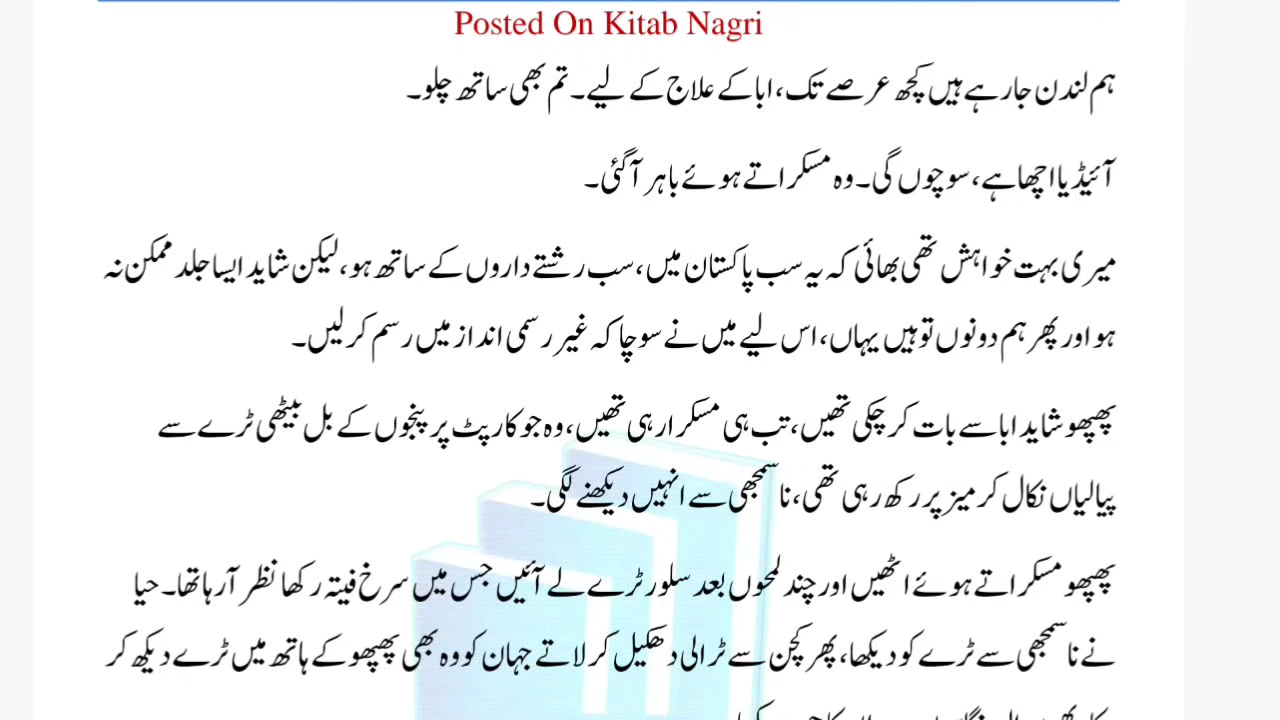 Posted On Kitab Nagri
ہم لندن جا رہے ہیں کچھ عرصے تک، ابا کے علاج کے لیے۔ تم بھی ساتھ چلو۔
آئیڈیا اچھا ہے، سوچوں گی۔ وہ مسکراتے ہوئے باہر آ گئی۔
میری بہت خواہش تھی بھائی کہ یہ سب پاکستان میں، سب رشتے داروں کے ساتھ ہو، لیکن شاید ایسا جلد ممکن نہ
ہو اور پھر ہم دونوں تو ہیں یہاں، اس لیے میں نے سوچا کہ غیر رسمی انداز میں رسم کر لیں۔
پھپھو شاید ابا سے بات کر چکی تھیں، تب ہی مسکرا رہی تھیں، وہ جو کارپٹ پر پنجوں کے بل بیٹھی ٹرے سے
پیالیاں نکال کر میز پر رکھ رہی تھی، نا سمجھی سے انہیں دیکھنے لگی۔
پھپھو مسکراتے ہوئے اٹھیں اور چند لمحوں بعد سلور ٹرے لے آئیں جس میں سرخ فیتہ رکھا نظر آ رہا تھا۔ حیا
نے نا سمجھی سے ٹرے کو دیکھا، پھر کچن سے ٹرالی دھکیل کر لاتے جہان کو وہ بھی پھپھو کے ہاتھ میں ٹرے دیکھ کر